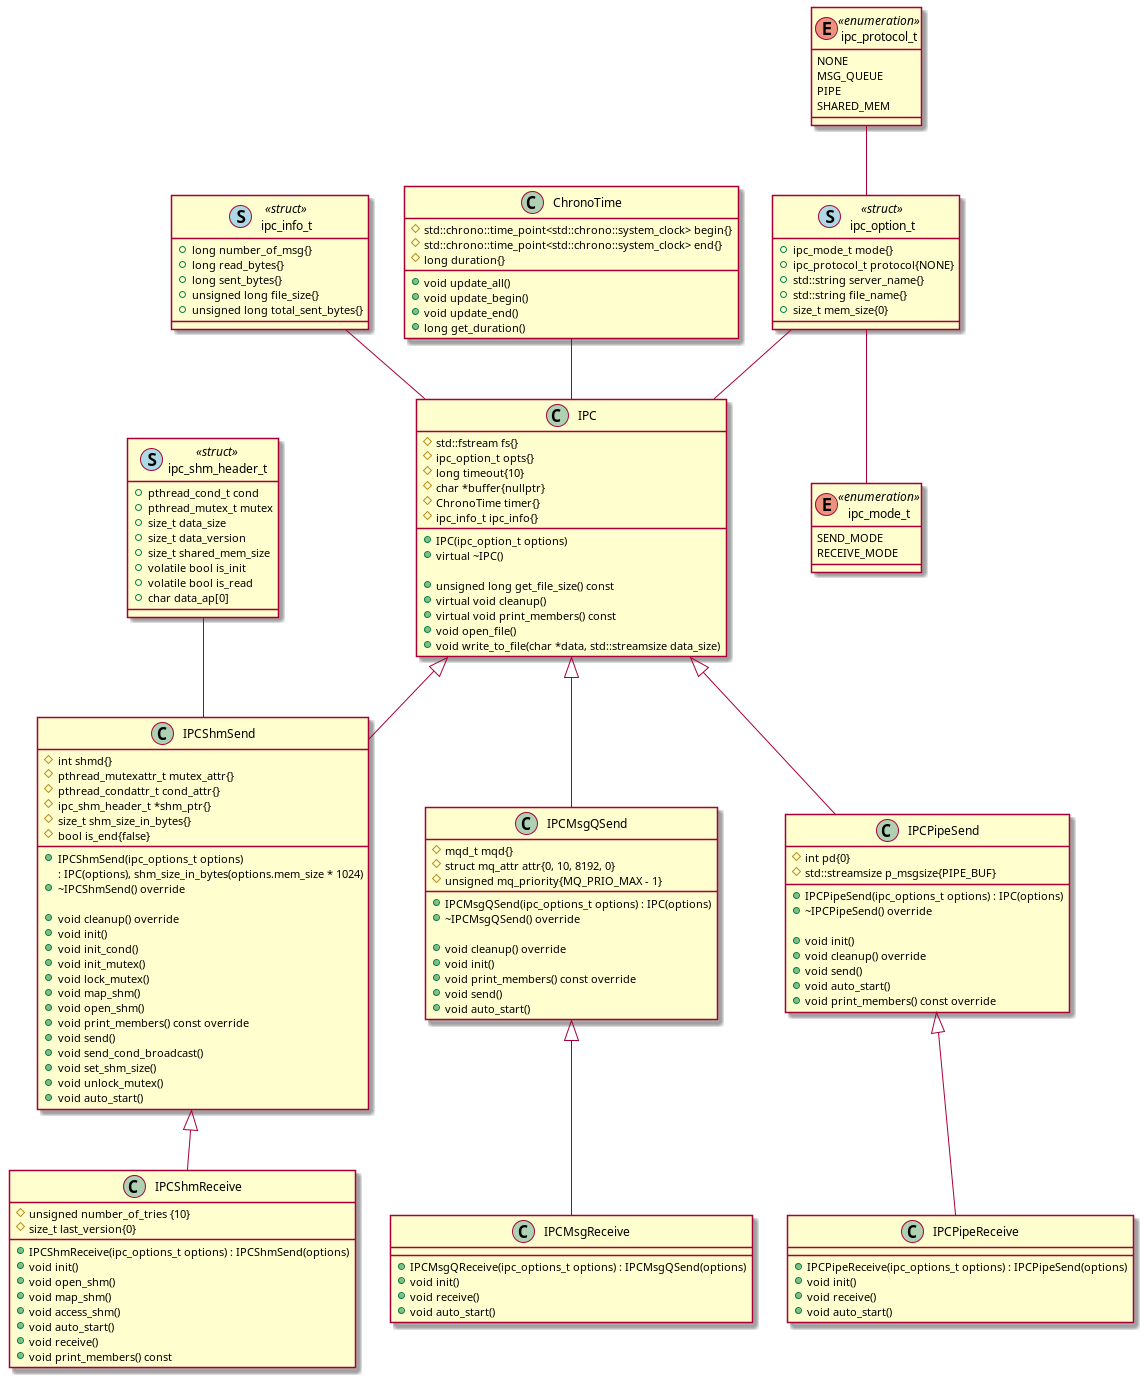 E
«enumeration»
ipc_protocol_t
NONE
MSG_QUEUE
PIPE
SHARED_MEM
S
«struct»
ipc_info_t
long number_of_msg{}
long read_bytes{}
long sent_bytes{}
unsigned long file_size{}
unsigned long total_sent_bytes{}
C
ChronoTime
std::chrono::time_point<std::chrono::system_clock> begin{}
std::chrono::time_point<std::chrono::system_clock> end{}
long duration{}
void update_all()
void update_begin()
void update_end()
long get_duration()
S
«struct»
ipc_option_t
ipc_mode_t mode{}
ipc_protocol_t protocol{NONE}
std::string server_name{}
std::string file_name{}
size_t mem_size{0}
C
IPC
std::fstream fs{}
ipc_option_t opts{}
long timeout{10}
char *buffer{nullptr}
ChronoTime timer{}
ipc_info_t ipc_info{}
IPC(ipc_option_t options)
virtual ~IPC()
unsigned long get_file_size() const
virtual void cleanup()
virtual void print_members() const
void open_file()
void write_to_file(char *data, std::streamsize data_size)
S
«struct»
ipc_shm_header_t
pthread_cond_t cond
pthread_mutex_t mutex
size_t data_size
size_t data_version
size_t shared_mem_size
volatile bool is_init
volatile bool is_read
char data_ap[0]
E
«enumeration»
ipc_mode_t
SEND_MODE
RECEIVE_MODE
C
IPCShmSend
int shmd{}
pthread_mutexattr_t mutex_attr{}
pthread_condattr_t cond_attr{}
ipc_shm_header_t *shm_ptr{}
size_t shm_size_in_bytes{}
bool is_end{false}
IPCShmSend(ipc_options_t options)
: IPC(options), shm_size_in_bytes(options.mem_size * 1024)
~IPCShmSend() override
void cleanup() override
void init()
void init_cond()
void init_mutex()
void lock_mutex()
void map_shm()
void open_shm()
void print_members() const override
void send()
void send_cond_broadcast()
void set_shm_size()
void unlock_mutex()
void auto_start()
C
IPCMsgQSend
mqd_t mqd{}
struct mq_attr attr{0, 10, 8192, 0}
unsigned mq_priority{MQ_PRIO_MAX - 1}
IPCMsgQSend(ipc_options_t options) : IPC(options)
~IPCMsgQSend() override
void cleanup() override
void init()
void print_members() const override
void send()
void auto_start()
C
IPCPipeSend
int pd{0}
std::streamsize p_msgsize{PIPE_BUF}
IPCPipeSend(ipc_options_t options) : IPC(options)
~IPCPipeSend() override
void init()
void cleanup() override
void send()
void auto_start()
void print_members() const override
C
IPCShmReceive
unsigned number_of_tries {10}
size_t last_version{0}
IPCShmReceive(ipc_options_t options) : IPCShmSend(options)
void init()
void open_shm()
void map_shm()
void access_shm()
void auto_start()
void receive()
void print_members() const
C
IPCMsgReceive
IPCMsgQReceive(ipc_options_t options) : IPCMsgQSend(options)
void init()
void receive()
void auto_start()
C
IPCPipeReceive
IPCPipeReceive(ipc_options_t options) : IPCPipeSend(options)
void init()
void receive()
void auto_start()